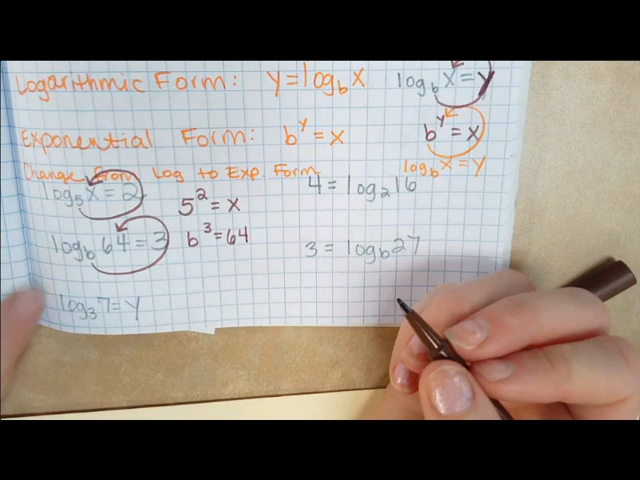 Logarithmic Form: y = log_b x log_b x = y
Exponential Form: b^y = x b^y = x
Change from Log to Exp. Form log_b x = y
log_5 x = 2 5^2 = x 4 = log_2 16
log_b 64 = 3 b^3 = 64 3 = log_b 27
log_3 7 = y